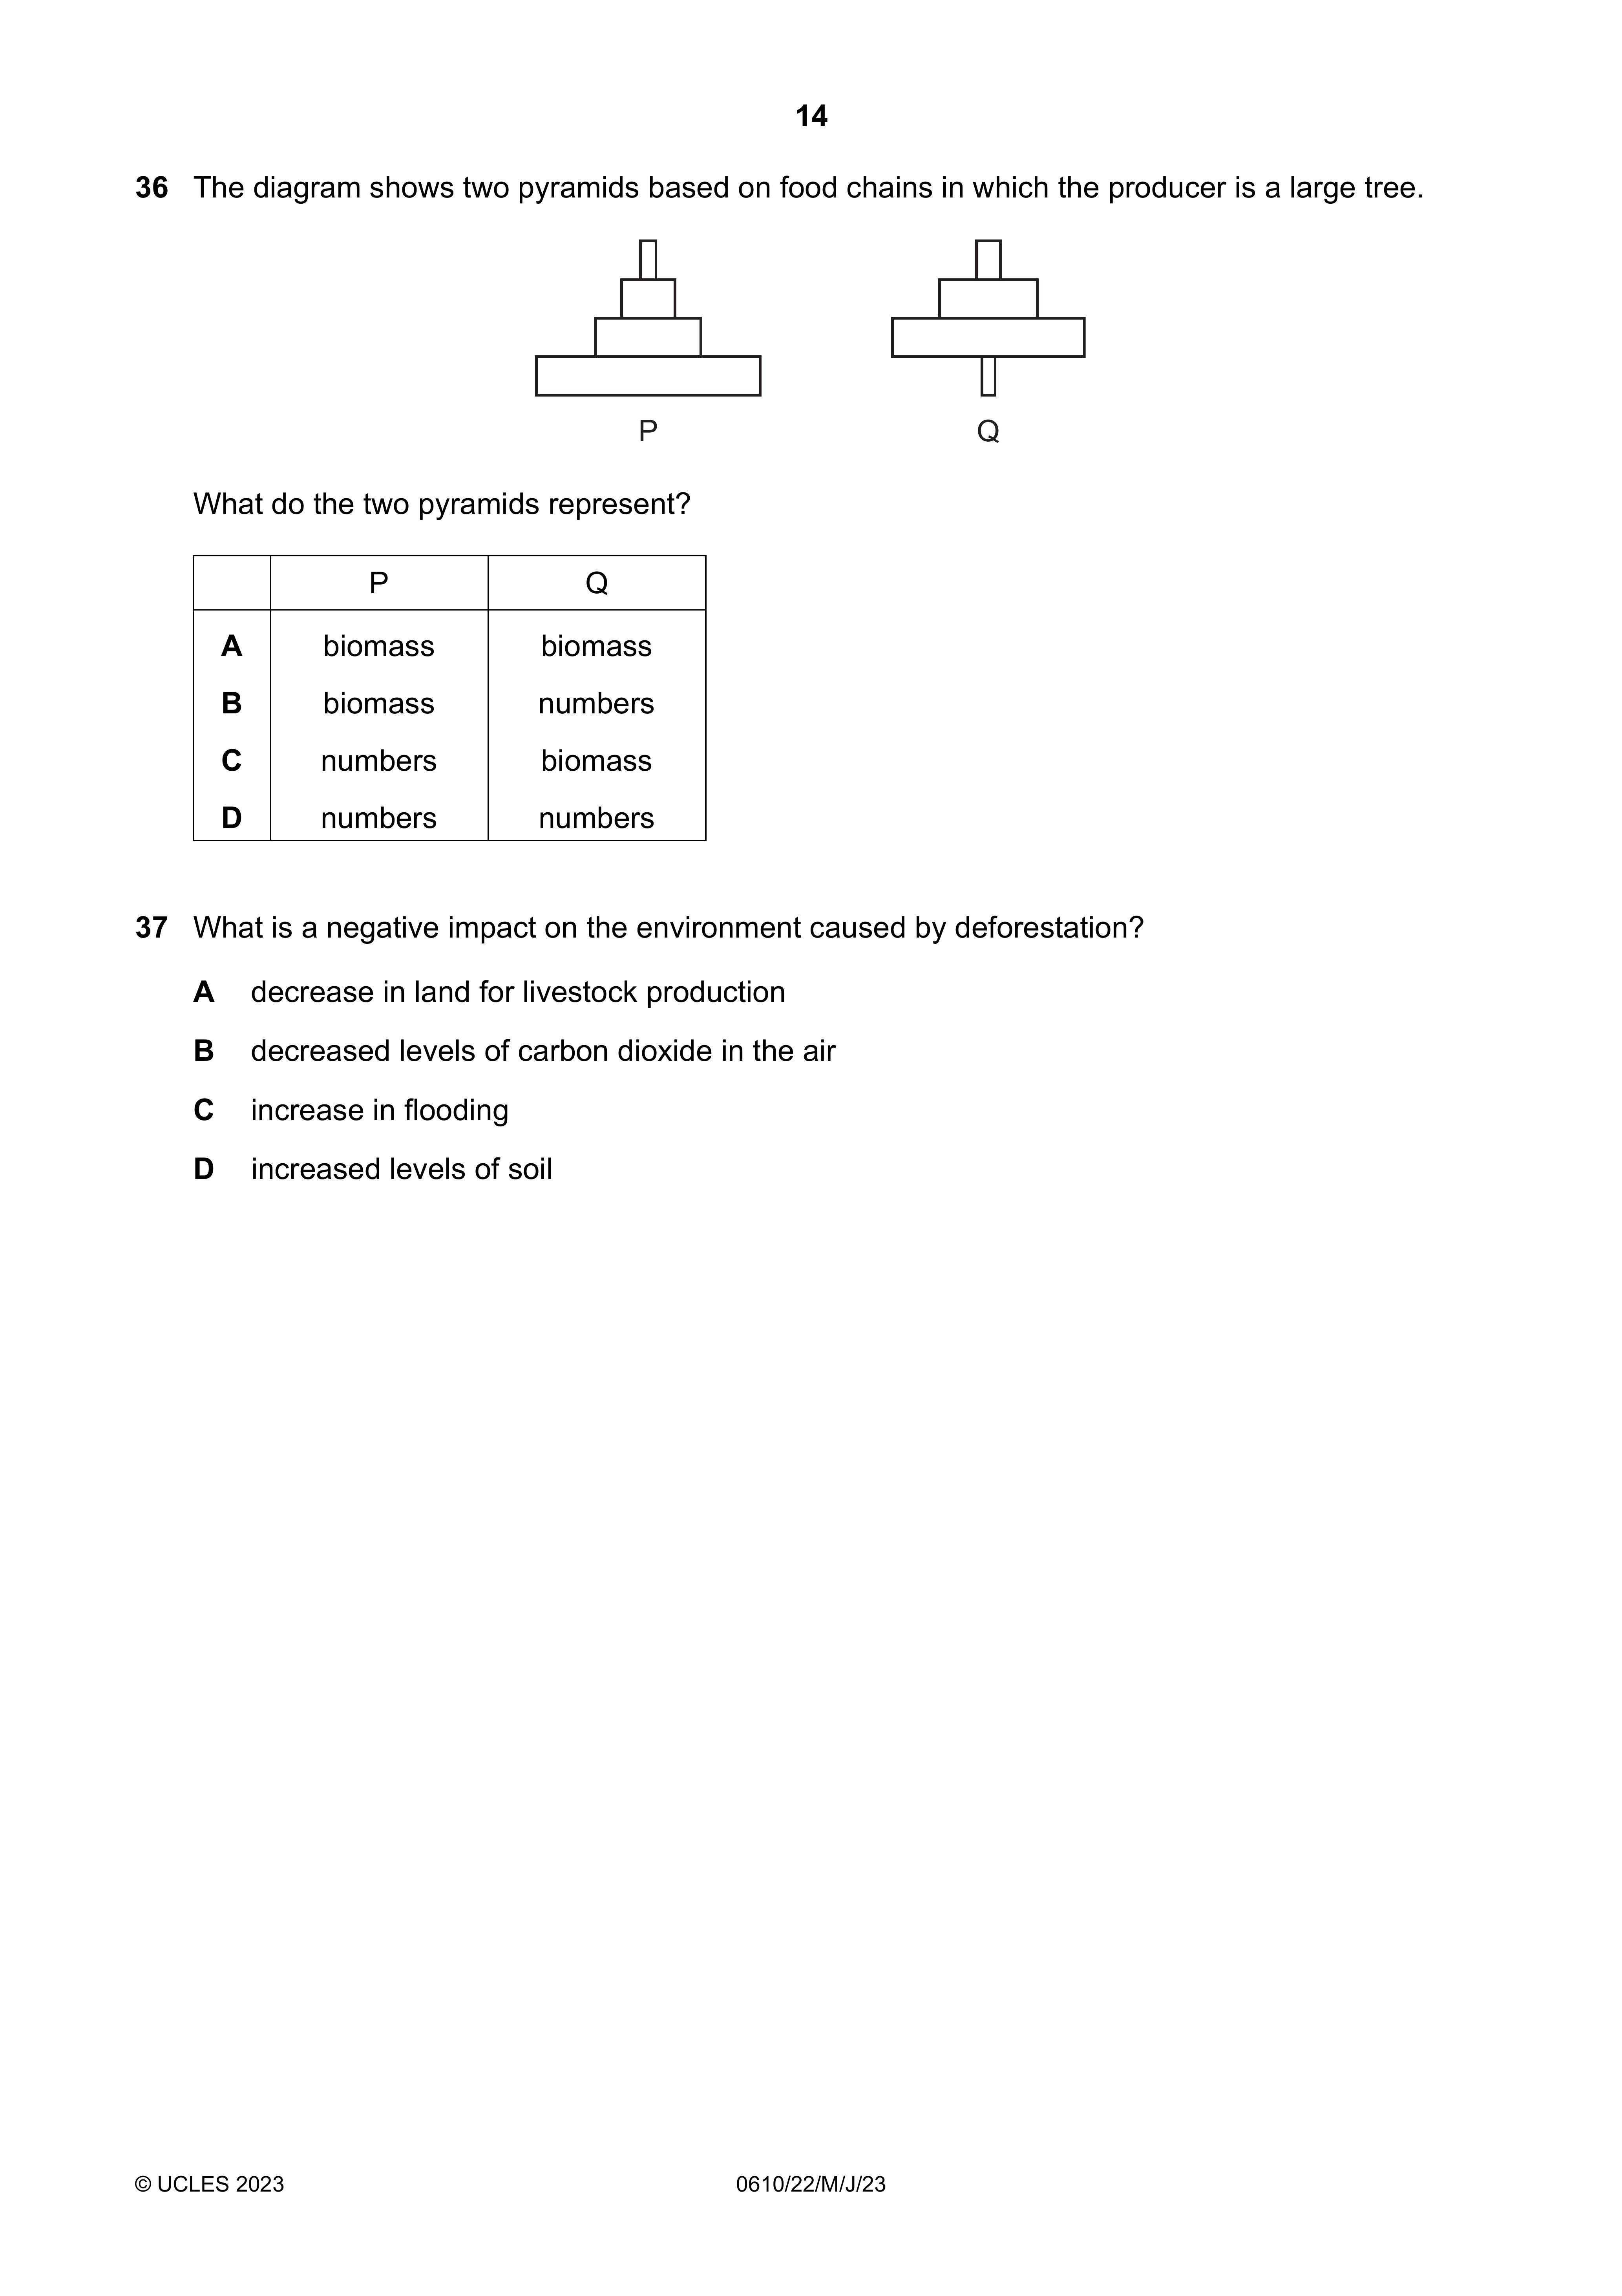 14
36 The diagram shows two pyramids based on food chains in which the producer is a large tree.
P Q
What do the two pyramids represent?
P Q
A biomass biomass
B biomass numbers
C numbers biomass
D numbers numbers
37 What is a negative impact on the environment caused by deforestation?
A decrease in land for livestock production
B decreased levels of carbon dioxide in the air
C increase in flooding
D increased levels of soil
© UCLES 2023 0610/22/M/J/23